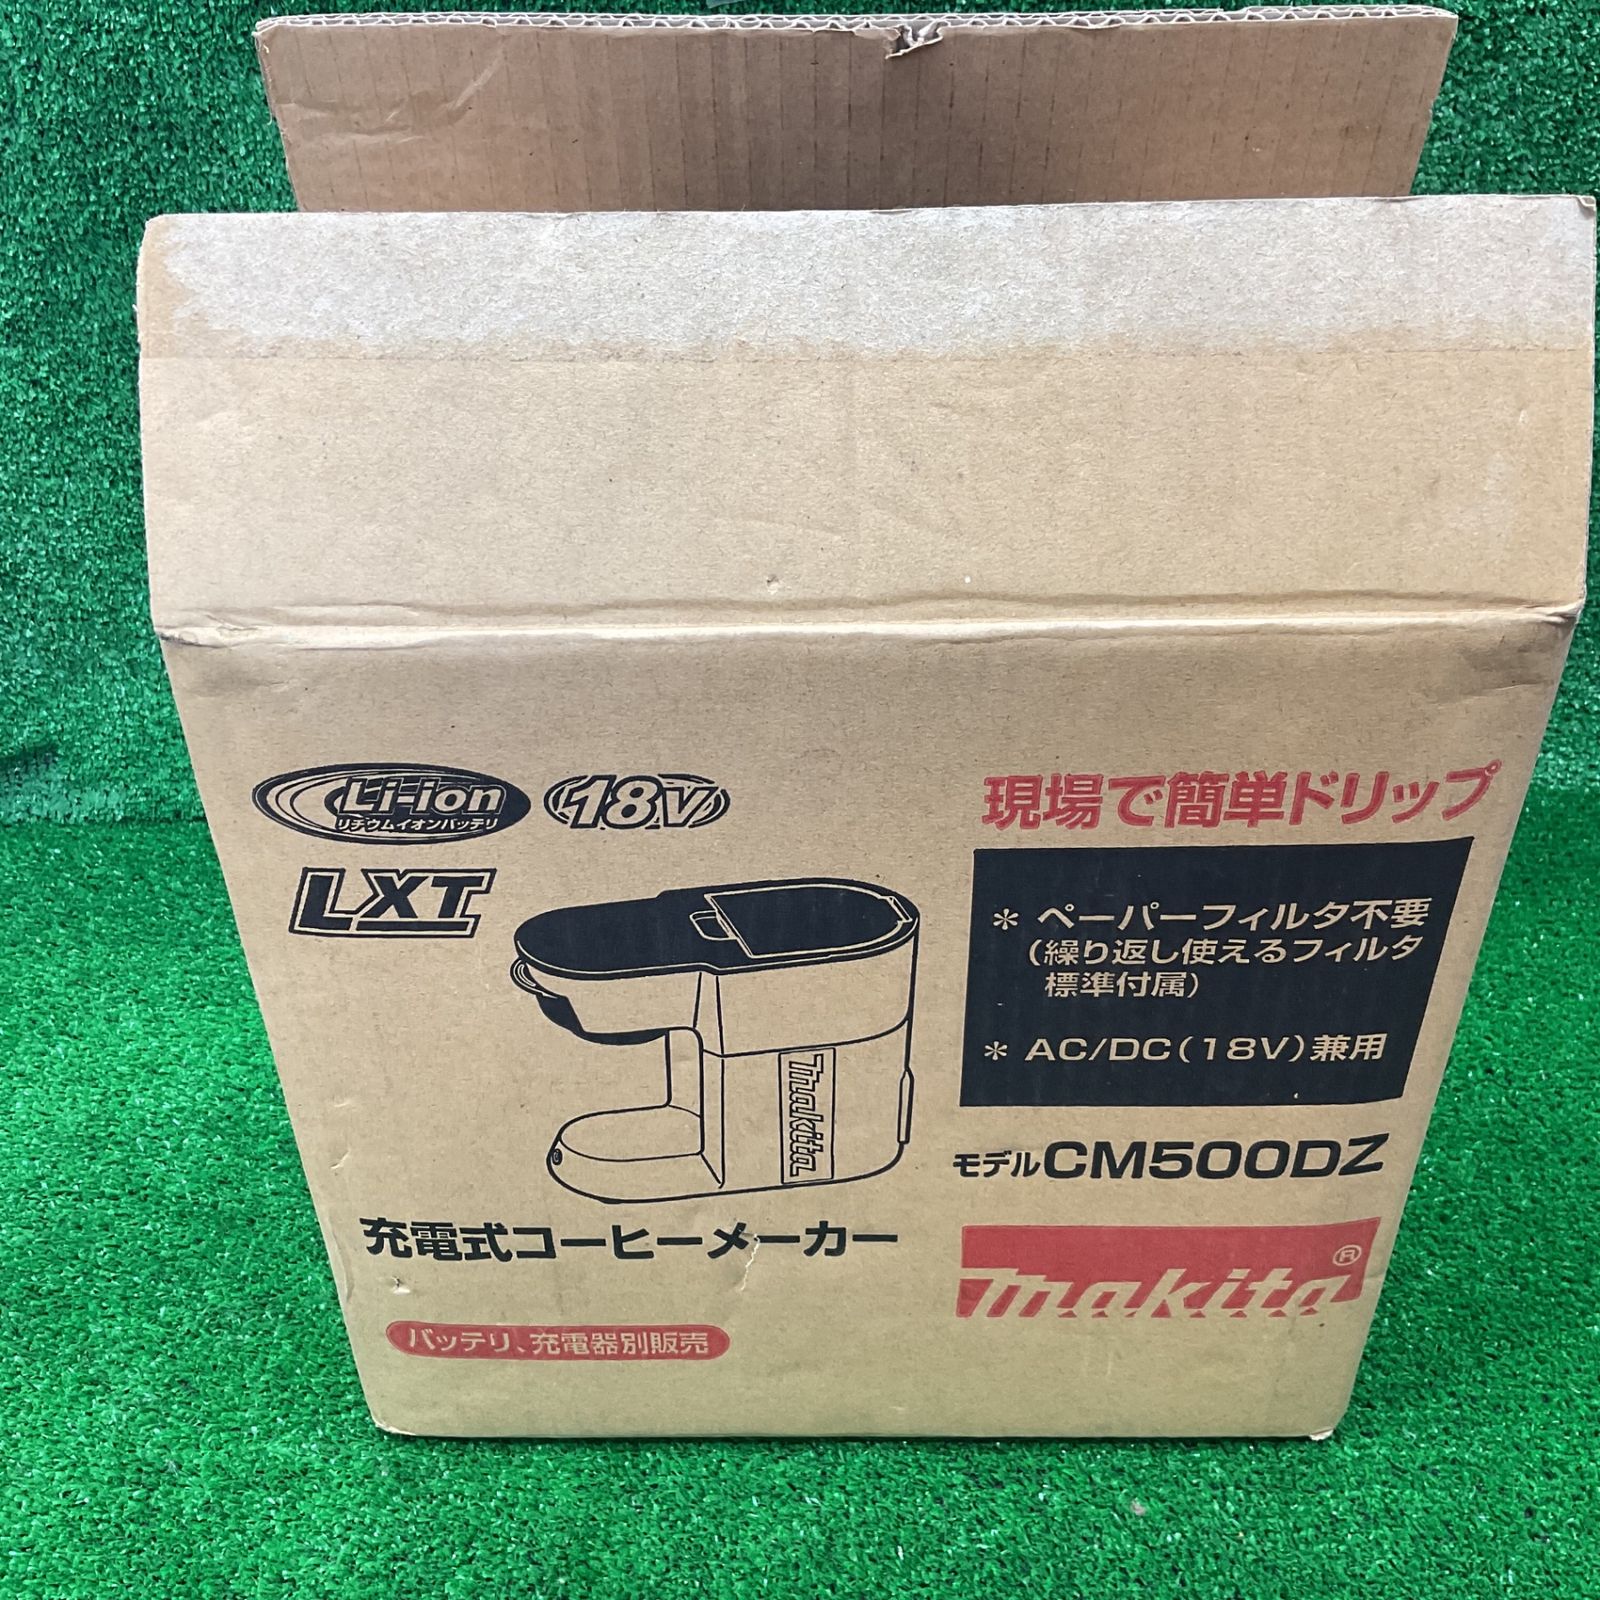 Li-ion
リチウムイオンバッテリ
18V
LXT
makita
充電式コーヒーメーカー
バッテリ、充電器別販売
現場で簡単ドリップ
＊ ペーパーフィルタ不要
（繰り返し使えるフィルタ
標準付属）
＊ AC/DC（18V）兼用
モデルCM500DZ
makita®